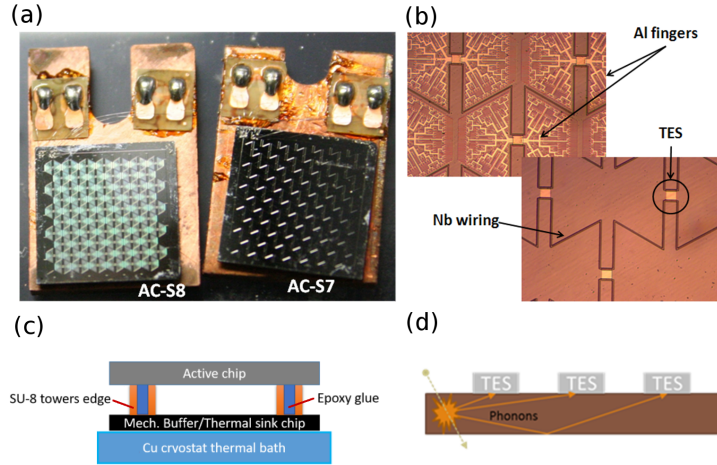 (a)
AC-S8
AC-S7
(b)
Al fingers
TES
Nb wiring
(c)
Active chip
SU-8 towers edge
Epoxy glue
Mech. Buffer/Thermal sink chip
Cu crvostat thermal bath
(d)
TES TES TES
Phonons